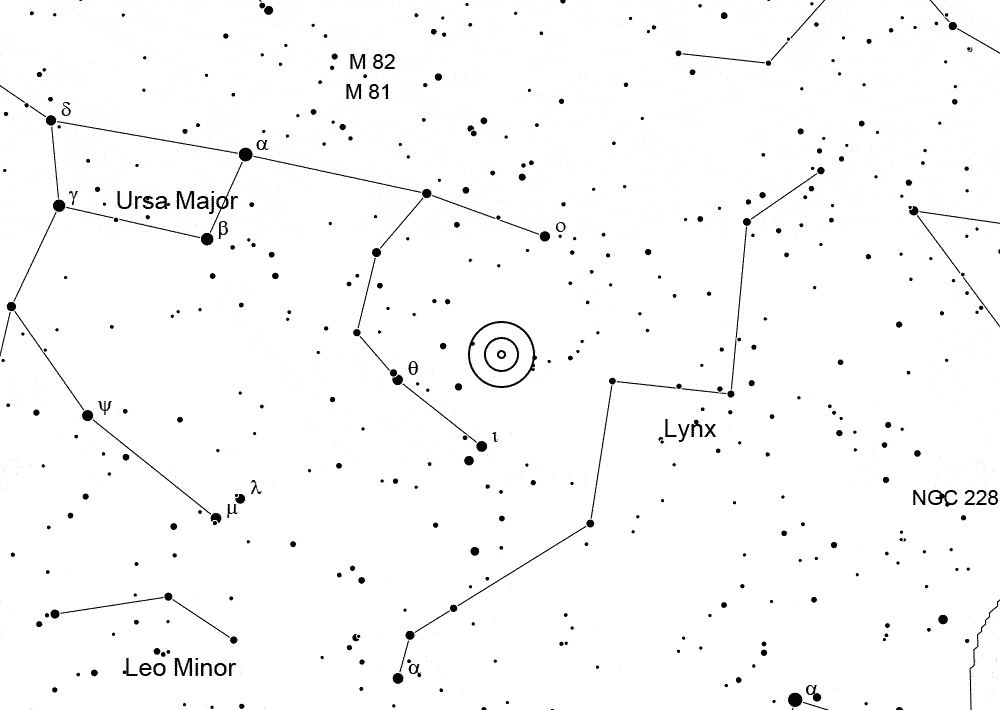 M 82
M 81
δ
α
γ
Ursa Major
β
ο
θ
ψ
ι
Lynx
λ
μ
NGC 228
Leo Minor
α
α